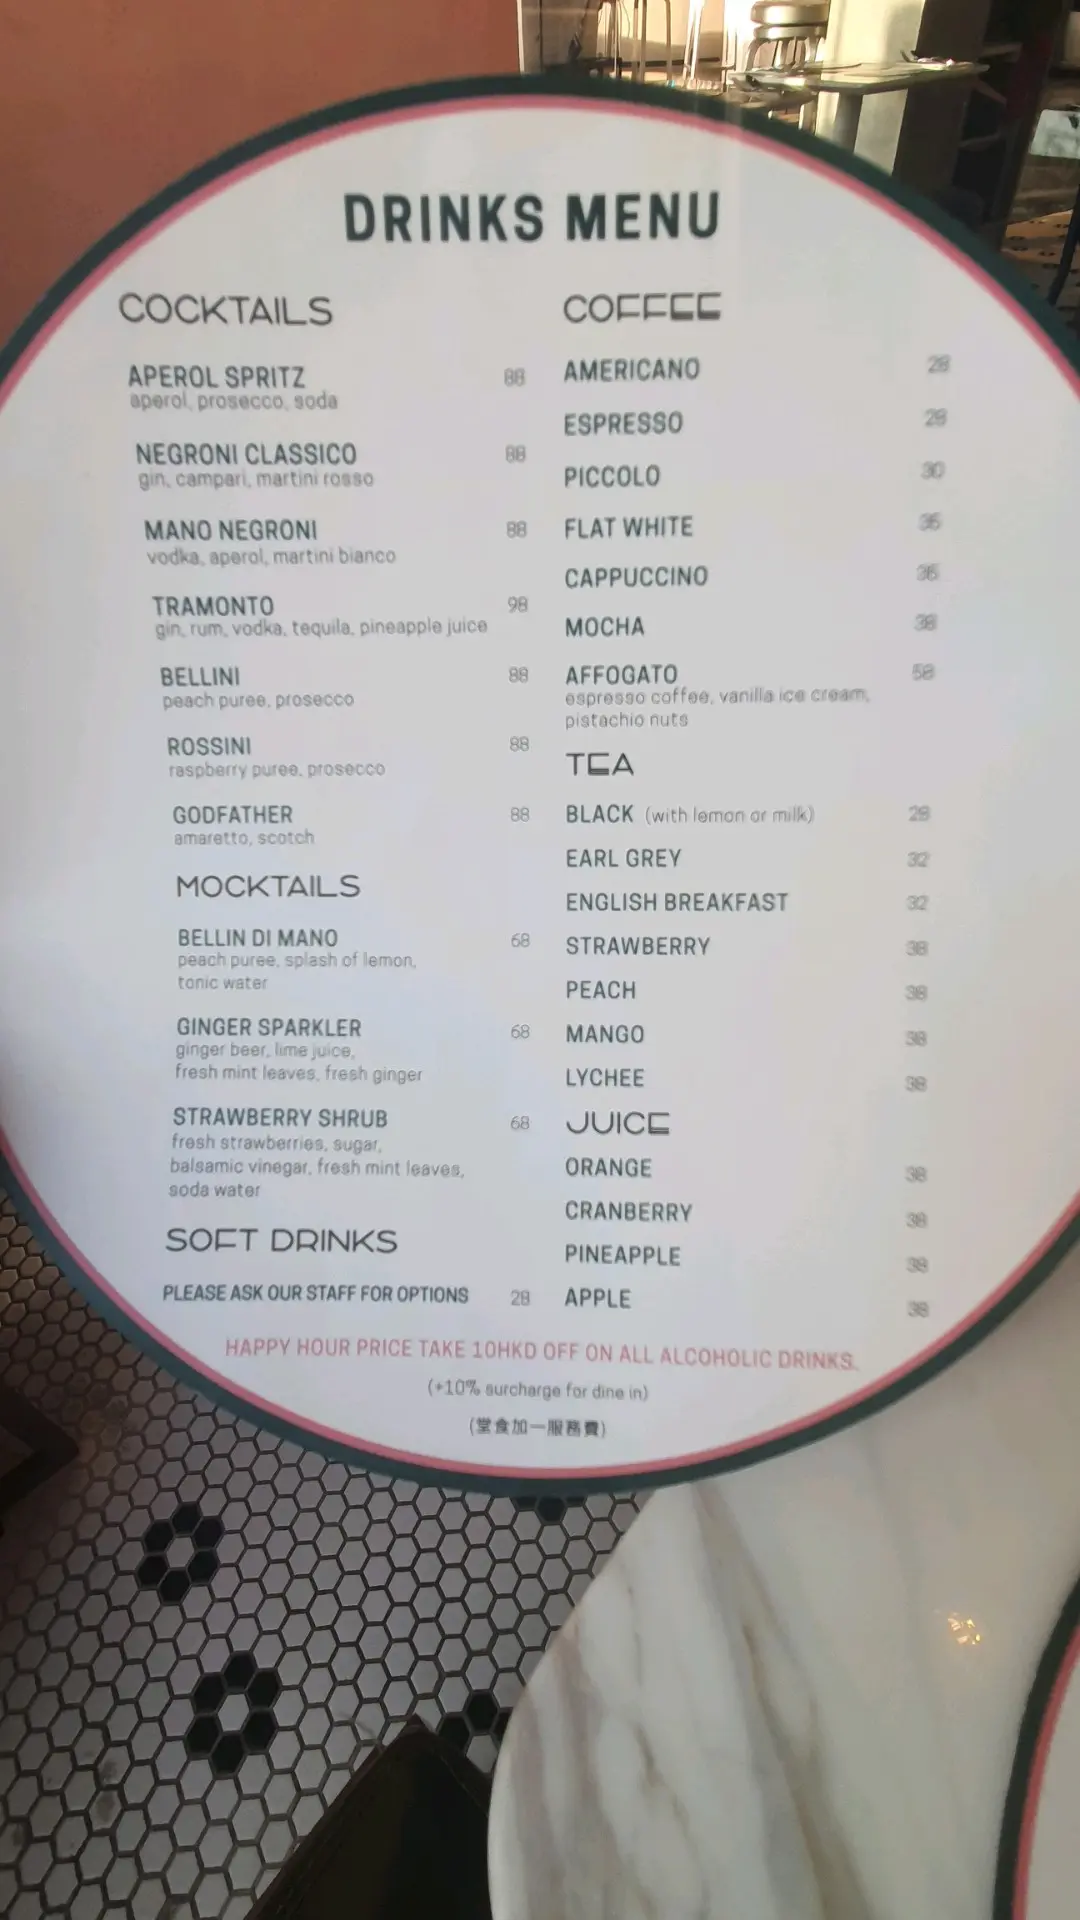 DRINKS MENU
COCKTAILS
APEROL SPRITZ 88
aperol, prosecco, soda
NEGRONI CLASSICO 88
gin, campari, martini rosso
MANO NEGRONI 88
vodka, aperol, martini bianco
TRAMONTO 98
gin, rum, vodka, tequila, pineapple juice
BELLINI 88
peach puree, prosecco
ROSSINI 88
raspberry puree, prosecco
GODFATHER 88
amaretto, scotch
MOCKTAILS
BELLIN DI MANO 68
peach puree, splash of lemon,
tonic water
GINGER SPARKLER 68
ginger beer, lime juice,
fresh mint leaves, fresh ginger
STRAWBERRY SHRUB 68
fresh strawberries, sugar,
balsamic vinegar, fresh mint leaves,
soda water
SOFT DRINKS
PLEASE ASK OUR STAFF FOR OPTIONS 28
COFFEE
AMERICANO 28
ESPRESSO 28
PICCOLO 30
FLAT WHITE
CAPPUCCINO
MOCHA 38
AFFOGATO 58
espresso coffee, vanilla ice cream,
pistachio nuts
TEA
BLACK (with lemon or milk) 28
EARL GREY 32
ENGLISH BREAKFAST 32
STRAWBERRY 38
PEACH 38
MANGO 38
LYCHEE 38
JUICE
ORANGE 38
CRANBERRY 38
PINEAPPLE 38
APPLE 38
HAPPY HOUR PRICE TAKE 10HKD OFF ON ALL ALCOHOLIC DRINKS.
(+10% surcharge for dine in)
(堂食加一服務費)